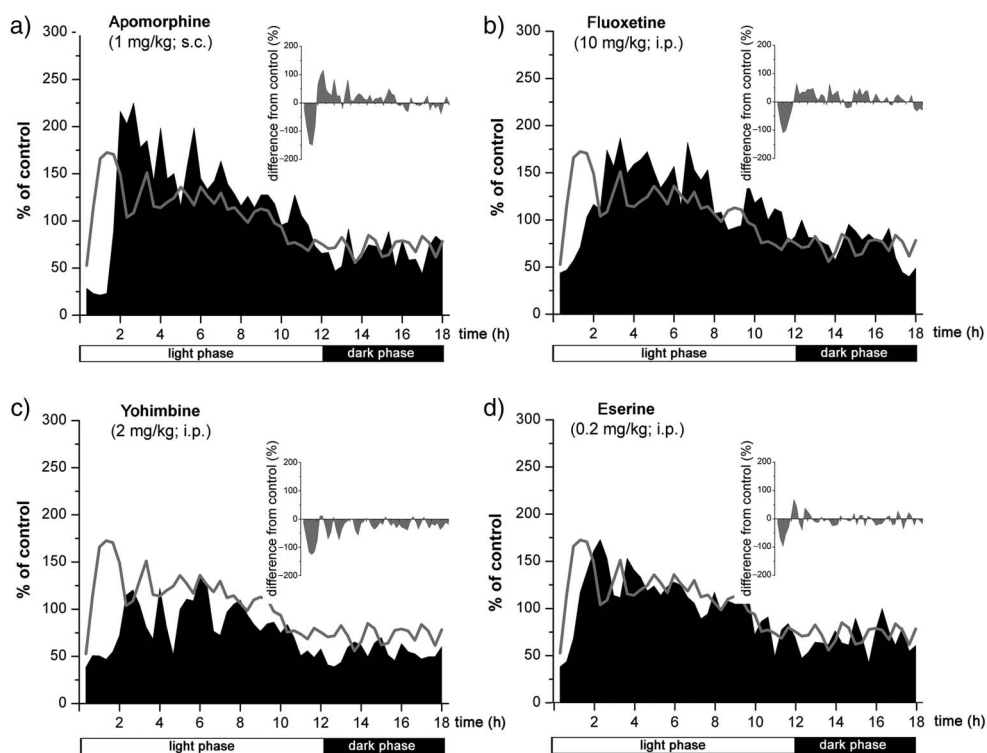 a)
Apomorphine
(1 mg/kg; s.c.)
% of control
300
250
200
150
100
50
0
difference from control (%)
200
100
0
−100
−200
2 4 6 8 10 12 14 16 18
time (h)
light phase dark phase
b)
Fluoxetine
(10 mg/kg; i.p.)
% of control
300
250
200
150
100
50
0
difference from control (%)
200
100
0
−100
−200
2 4 6 8 10 12 14 16 18
time (h)
light phase dark phase
c)
Yohimbine
(2 mg/kg; i.p.)
% of control
300
250
200
150
100
50
0
difference from control (%)
200
100
0
−100
−200
2 4 6 8 10 12 14 16 18
time (h)
light phase dark phase
d)
Eserine
(0.2 mg/kg; i.p.)
% of control
300
250
200
150
100
50
0
difference from control (%)
200
100
0
−100
−200
2 4 6 8 10 12 14 16 18
time (h)
light phase dark phase